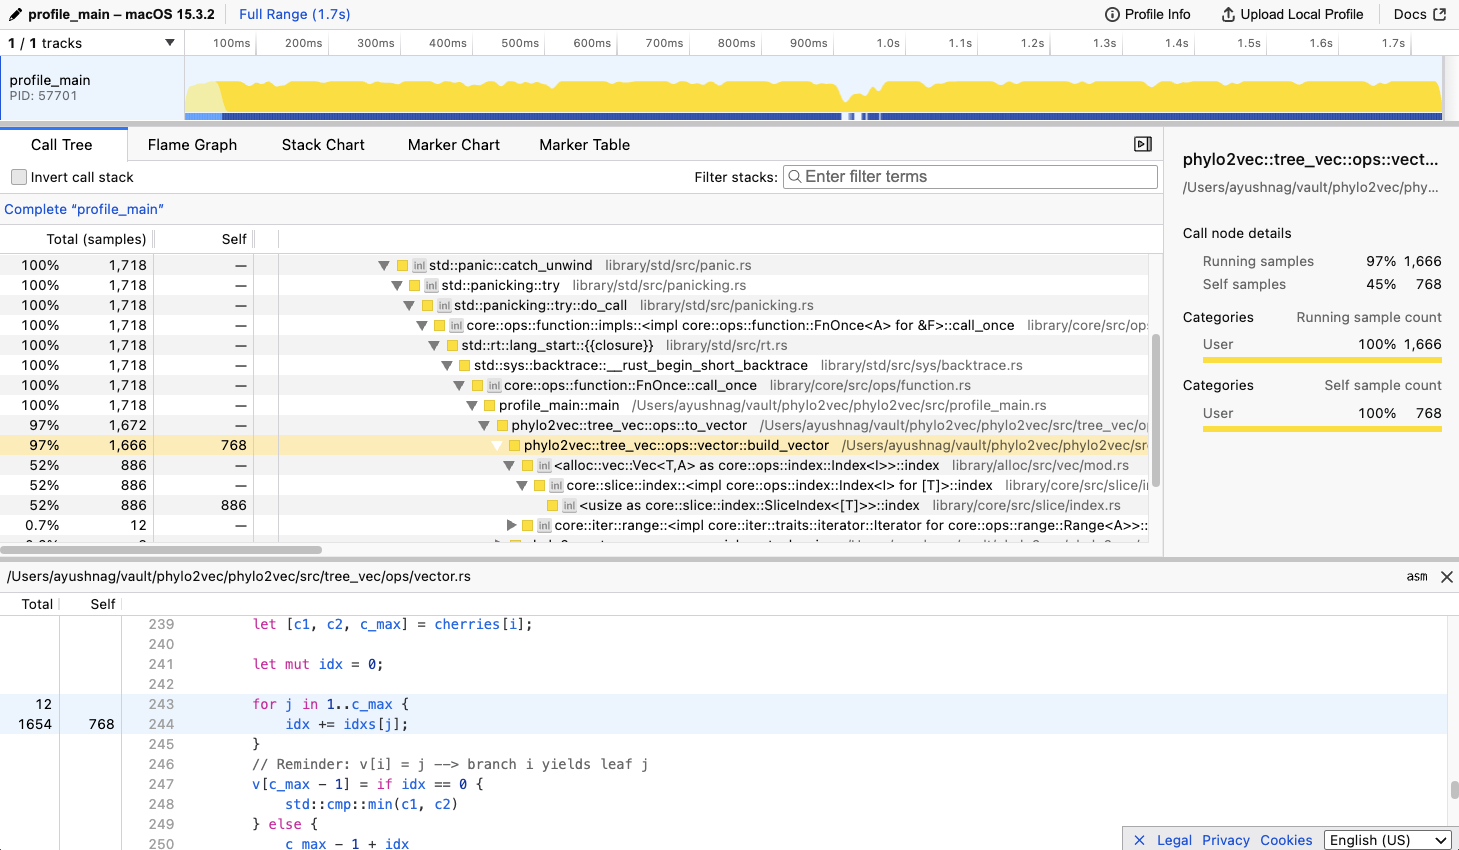 profile_main – macOS 15.3.2 Full Range (1.7s) Profile Info Upload Local Profile Docs
1 / 1 tracks 100ms 200ms 300ms 400ms 500ms 600ms 700ms 800ms 900ms 1.0s 1.1s 1.2s 1.3s 1.4s 1.5s 1.6s 1.7s
profile_main
PID: 57701
Call Tree Flame Graph Stack Chart Marker Chart Marker Table
Invert call stack Filter stacks: Enter filter terms
Complete “profile_main”
Total (samples) Self
100% 1,718 — inl std::panic::catch_unwind library/std/src/panic.rs
100% 1,718 — inl std::panicking::try library/std/src/panicking.rs
100% 1,718 — inl std::panicking::try::do_call library/std/src/panicking.rs
100% 1,718 — inl core::ops::function::impls::<impl core::ops::function::FnOnce<A> for &F>::call_once library/core/src/op
100% 1,718 — std::rt::lang_start::{{closure}} library/std/src/rt.rs
100% 1,718 — std::sys::backtrace::__rust_begin_short_backtrace library/std/src/sys/backtrace.rs
100% 1,718 — inl core::ops::function::FnOnce::call_once library/core/src/ops/function.rs
100% 1,718 — profile_main::main /Users/ayushnag/vault/phylo2vec/phylo2vec/src/profile_main.rs
97% 1,672 — phylo2vec::tree_vec::ops::to_vector /Users/ayushnag/vault/phylo2vec/phylo2vec/src/tree_vec/o
97% 1,666 768 phylo2vec::tree_vec::ops::vector::build_vector /Users/ayushnag/vault/phylo2vec/phylo2vec/sr
52% 886 — inl <alloc::vec::Vec<T,A> as core::ops::index::Index<I>>::index library/alloc/src/vec/mod.rs
52% 886 — inl core::slice::index::<impl core::ops::index::Index<I> for [T]>::index library/core/src/slice/i
52% 886 886 inl <usize as core::slice::index::SliceIndex<[T]>>::index library/core/src/slice/index.rs
0.7% 12 — inl core::iter::range::<impl core::iter::traits::iterator::Iterator for core::ops::range::Range<A>>::
phylo2vec::tree_vec::ops::vect...
/Users/ayushnag/vault/phylo2vec/phy...
Call node details
Running samples 97% 1,666
Self samples 45% 768
Categories Running sample count
User 100% 1,666
Categories Self sample count
User 100% 768
/Users/ayushnag/vault/phylo2vec/phylo2vec/src/tree_vec/ops/vector.rs asm
Total Self
239 let [c1, c2, c_max] = cherries[i];
240
241 let mut idx = 0;
242
12 243 for j in 1..c_max {
1654 768 244 idx += idxs[j];
245 }
246 // Reminder: v[i] = j --> branch i yields leaf j
247 v[c_max - 1] = if idx == 0 {
248 std::cmp::min(c1, c2)
249 } else {
250 c_max - 1 + idx
Legal Privacy Cookies English (US)